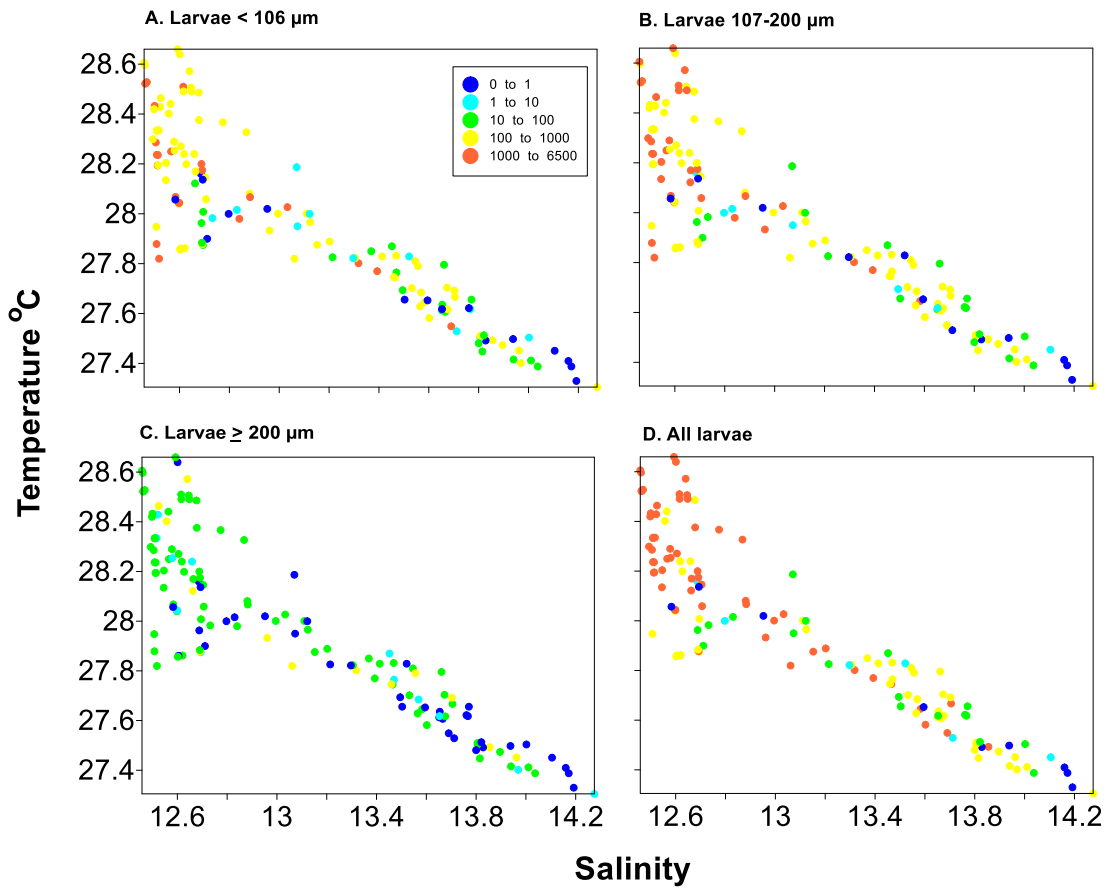 A. Larvae < 106 µm
B. Larvae 107-200 µm
28.6
28.4
28.2
28
27.8
27.6
27.4
0 to 1
1 to 10
10 to 100
100 to 1000
1000 to 6500
Temperature °C
C. Larvae ≥ 200 µm
D. All larvae
28.6
28.4
28.2
28
27.8
27.6
27.4
12.6
13
13.4
13.8
14.2
12.6
13
13.4
13.8
14.2
Salinity